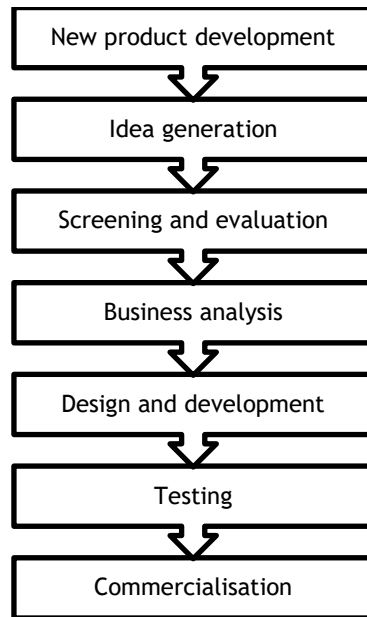 New product development
Idea generation
Screening and evaluation
Business analysis
Design and development
Testing
Commercialisation